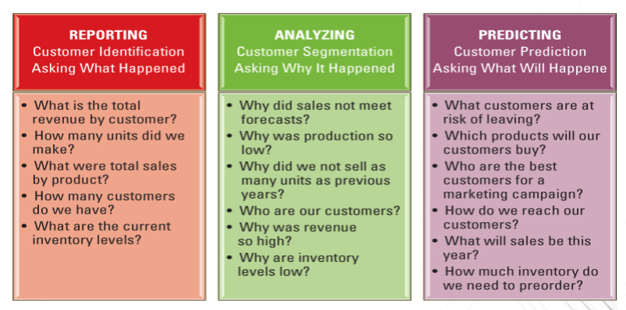 REPORTING
Customer Identification
Asking What Happened
• What is the total
revenue by customer?
• How many units did we
make?
• What were total sales
by product?
• How many customers
do we have?
• What are the current
inventory levels?
ANALYZING
Customer Segmentation
Asking Why It Happened
• Why did sales not meet
forecasts?
• Why was production so
low?
• Why did we not sell as
many units as previous
years?
• Who are our customers?
• Why was revenue
so high?
• Why are inventory
levels low?
PREDICTING
Customer Prediction
Asking What Will Happene
• What customers are at
risk of leaving?
• Which products will our
customers buy?
• Who are the best
customers for a
marketing campaign?
• How do we reach our
customers?
• What will sales be this
year?
• How much inventory do
we need to preorder?